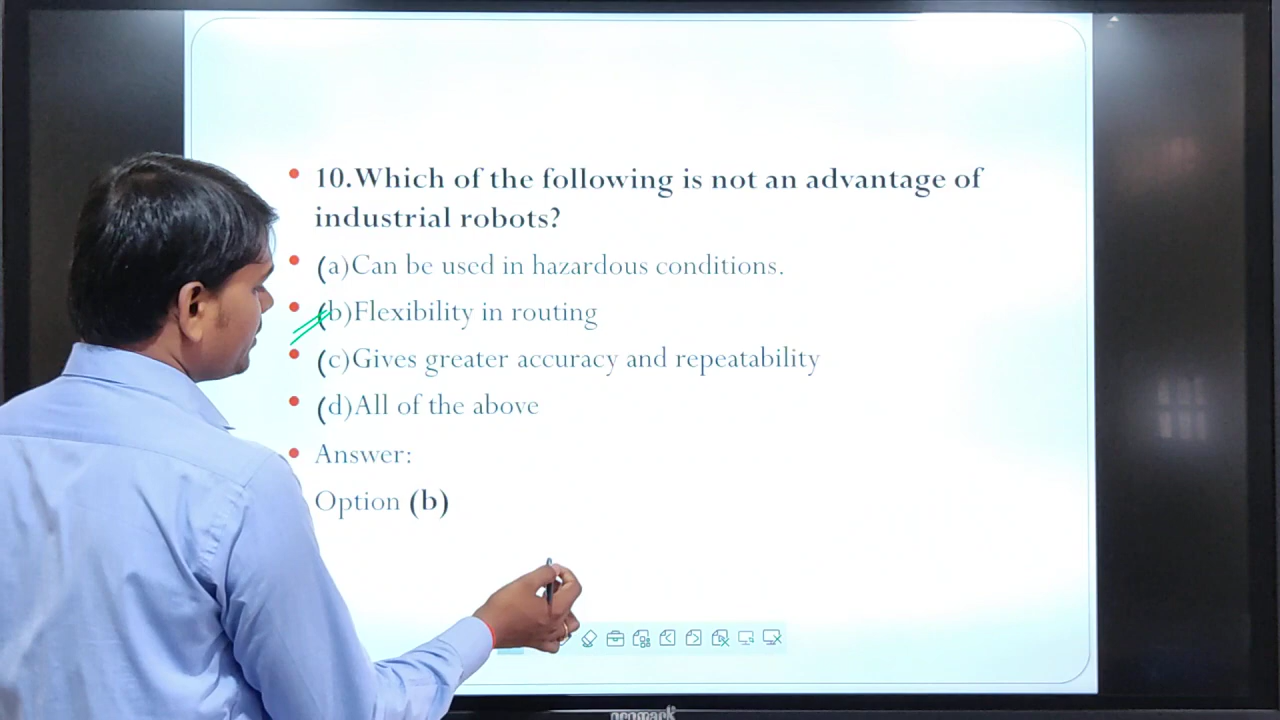 10.Which of the following is not an advantage of
industrial robots?
(a)Can be used in hazardous conditions.
(b)Flexibility in routing
(c)Gives greater accuracy and repeatability
(d)All of the above
Answer:
Option (b)